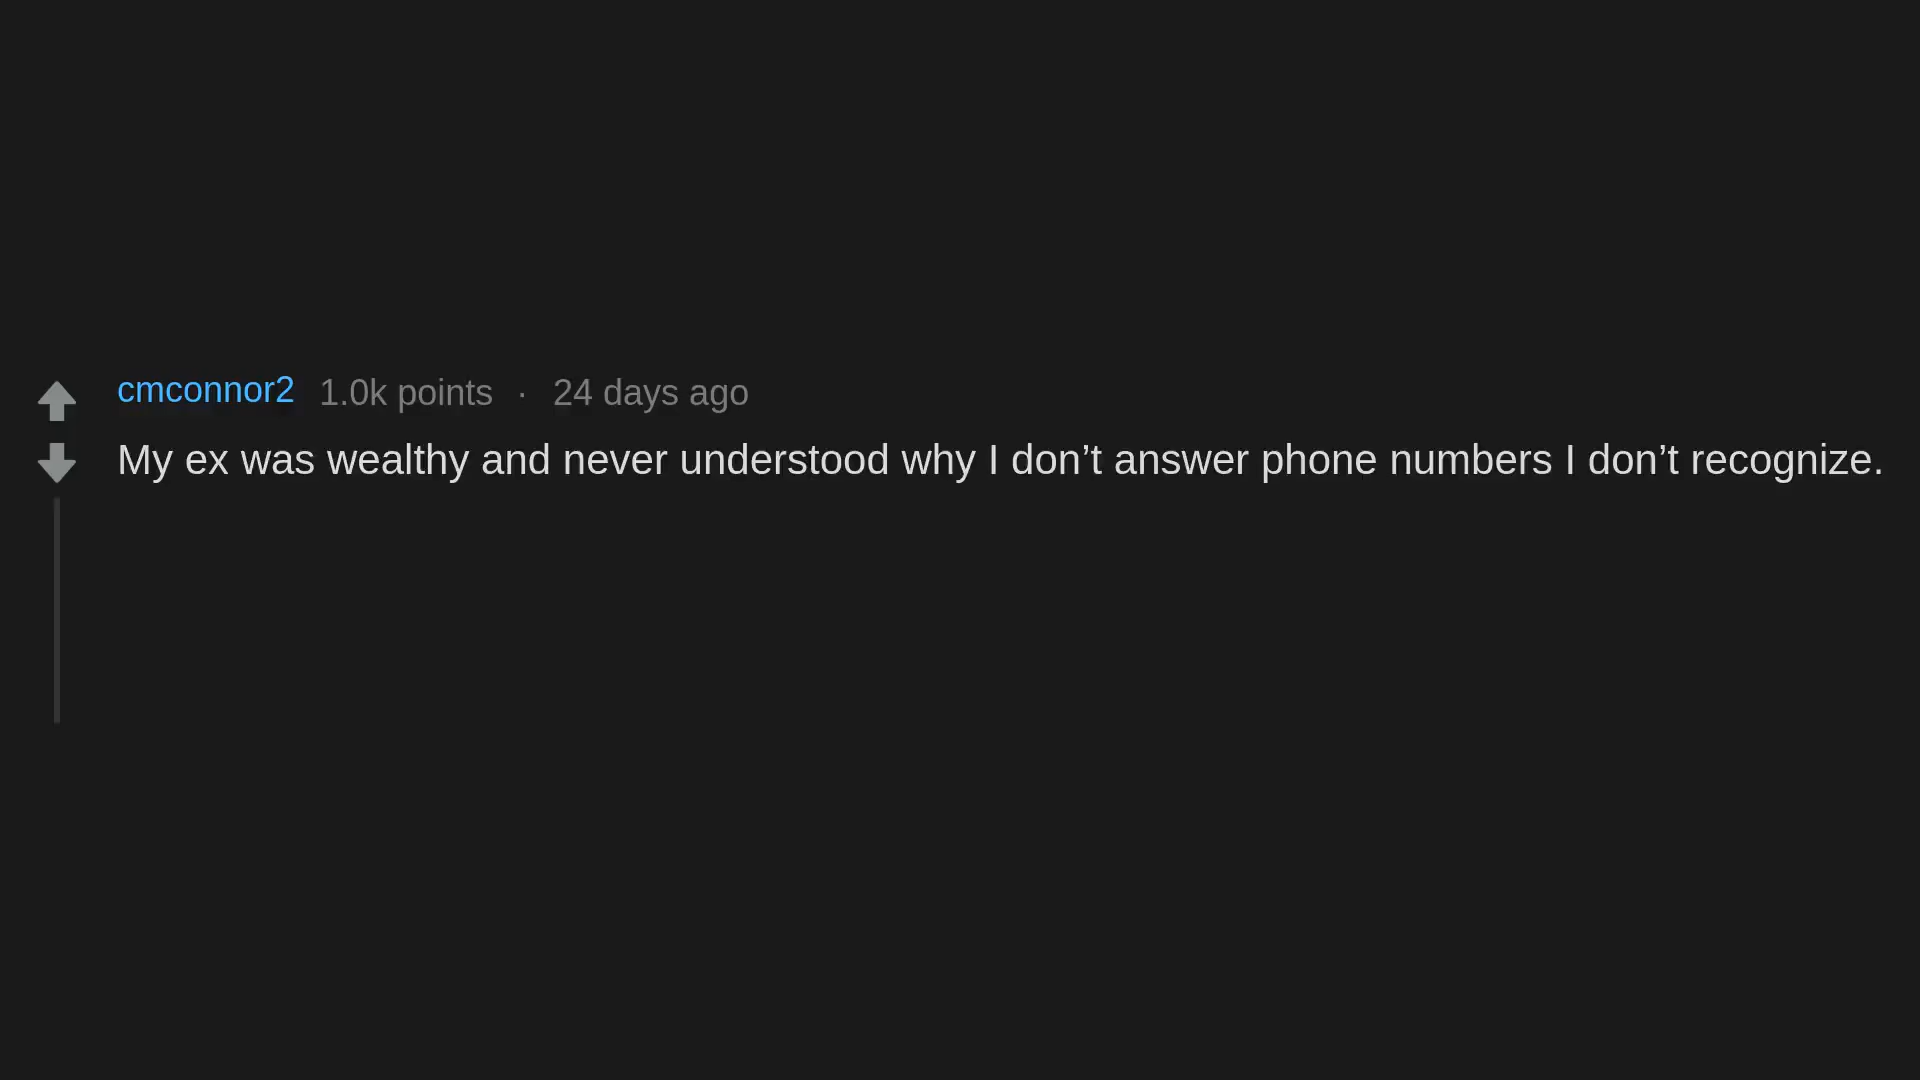 cmconnor2 1.0k points · 24 days ago
My ex was wealthy and never understood why I don’t answer phone numbers I don’t recognize.